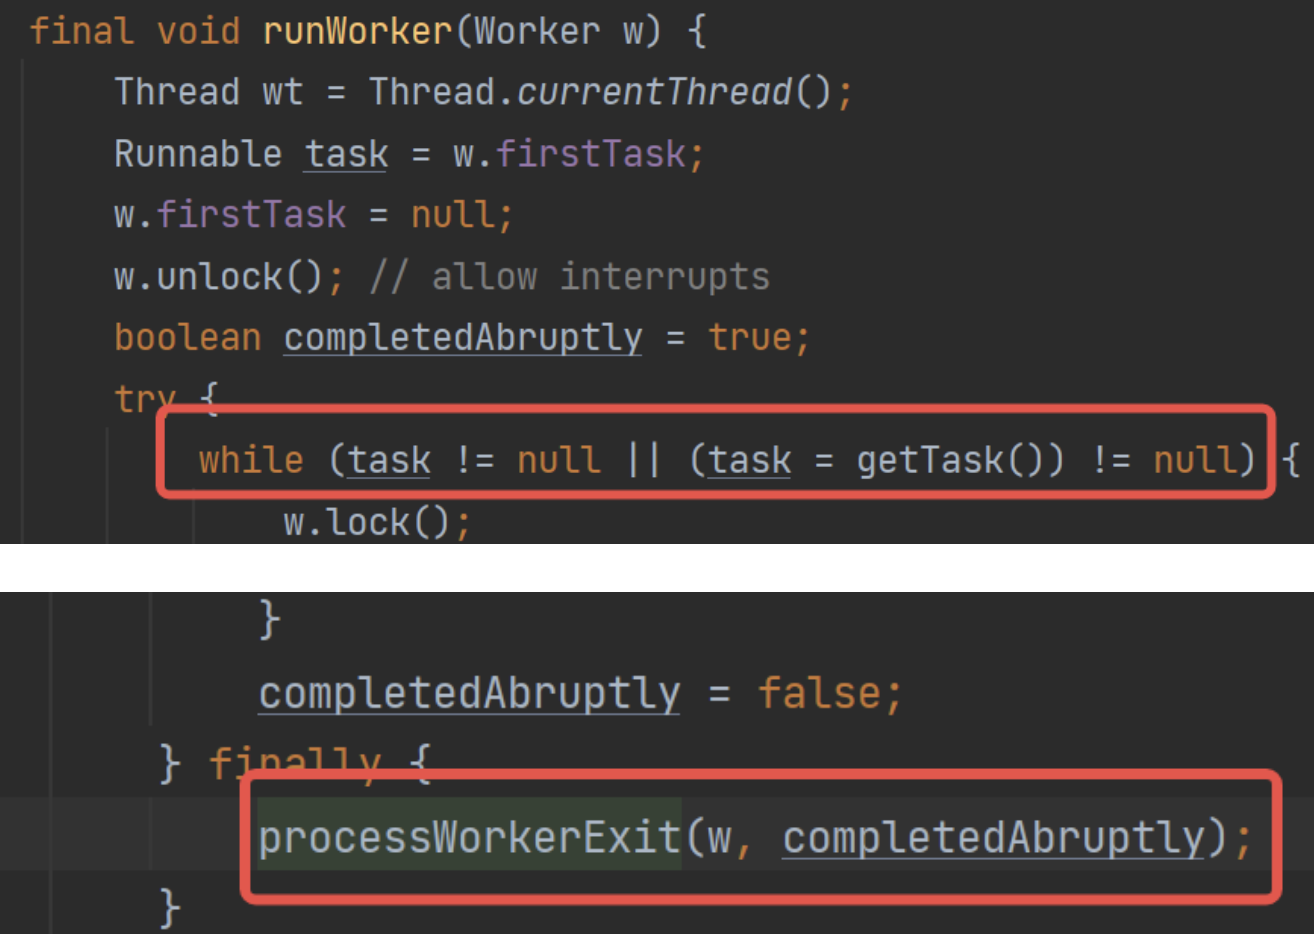 final void runWorker(Worker w) {
Thread wt = Thread.currentThread();
Runnable task = w.firstTask;
w.firstTask = null;
w.unlock(); // allow interrupts
boolean completedAbruptly = true;
try {
while (task != null || (task = getTask()) != null) {
w.lock();
}
completedAbruptly = false;
} finally {
processWorkerExit(w, completedAbruptly);
}